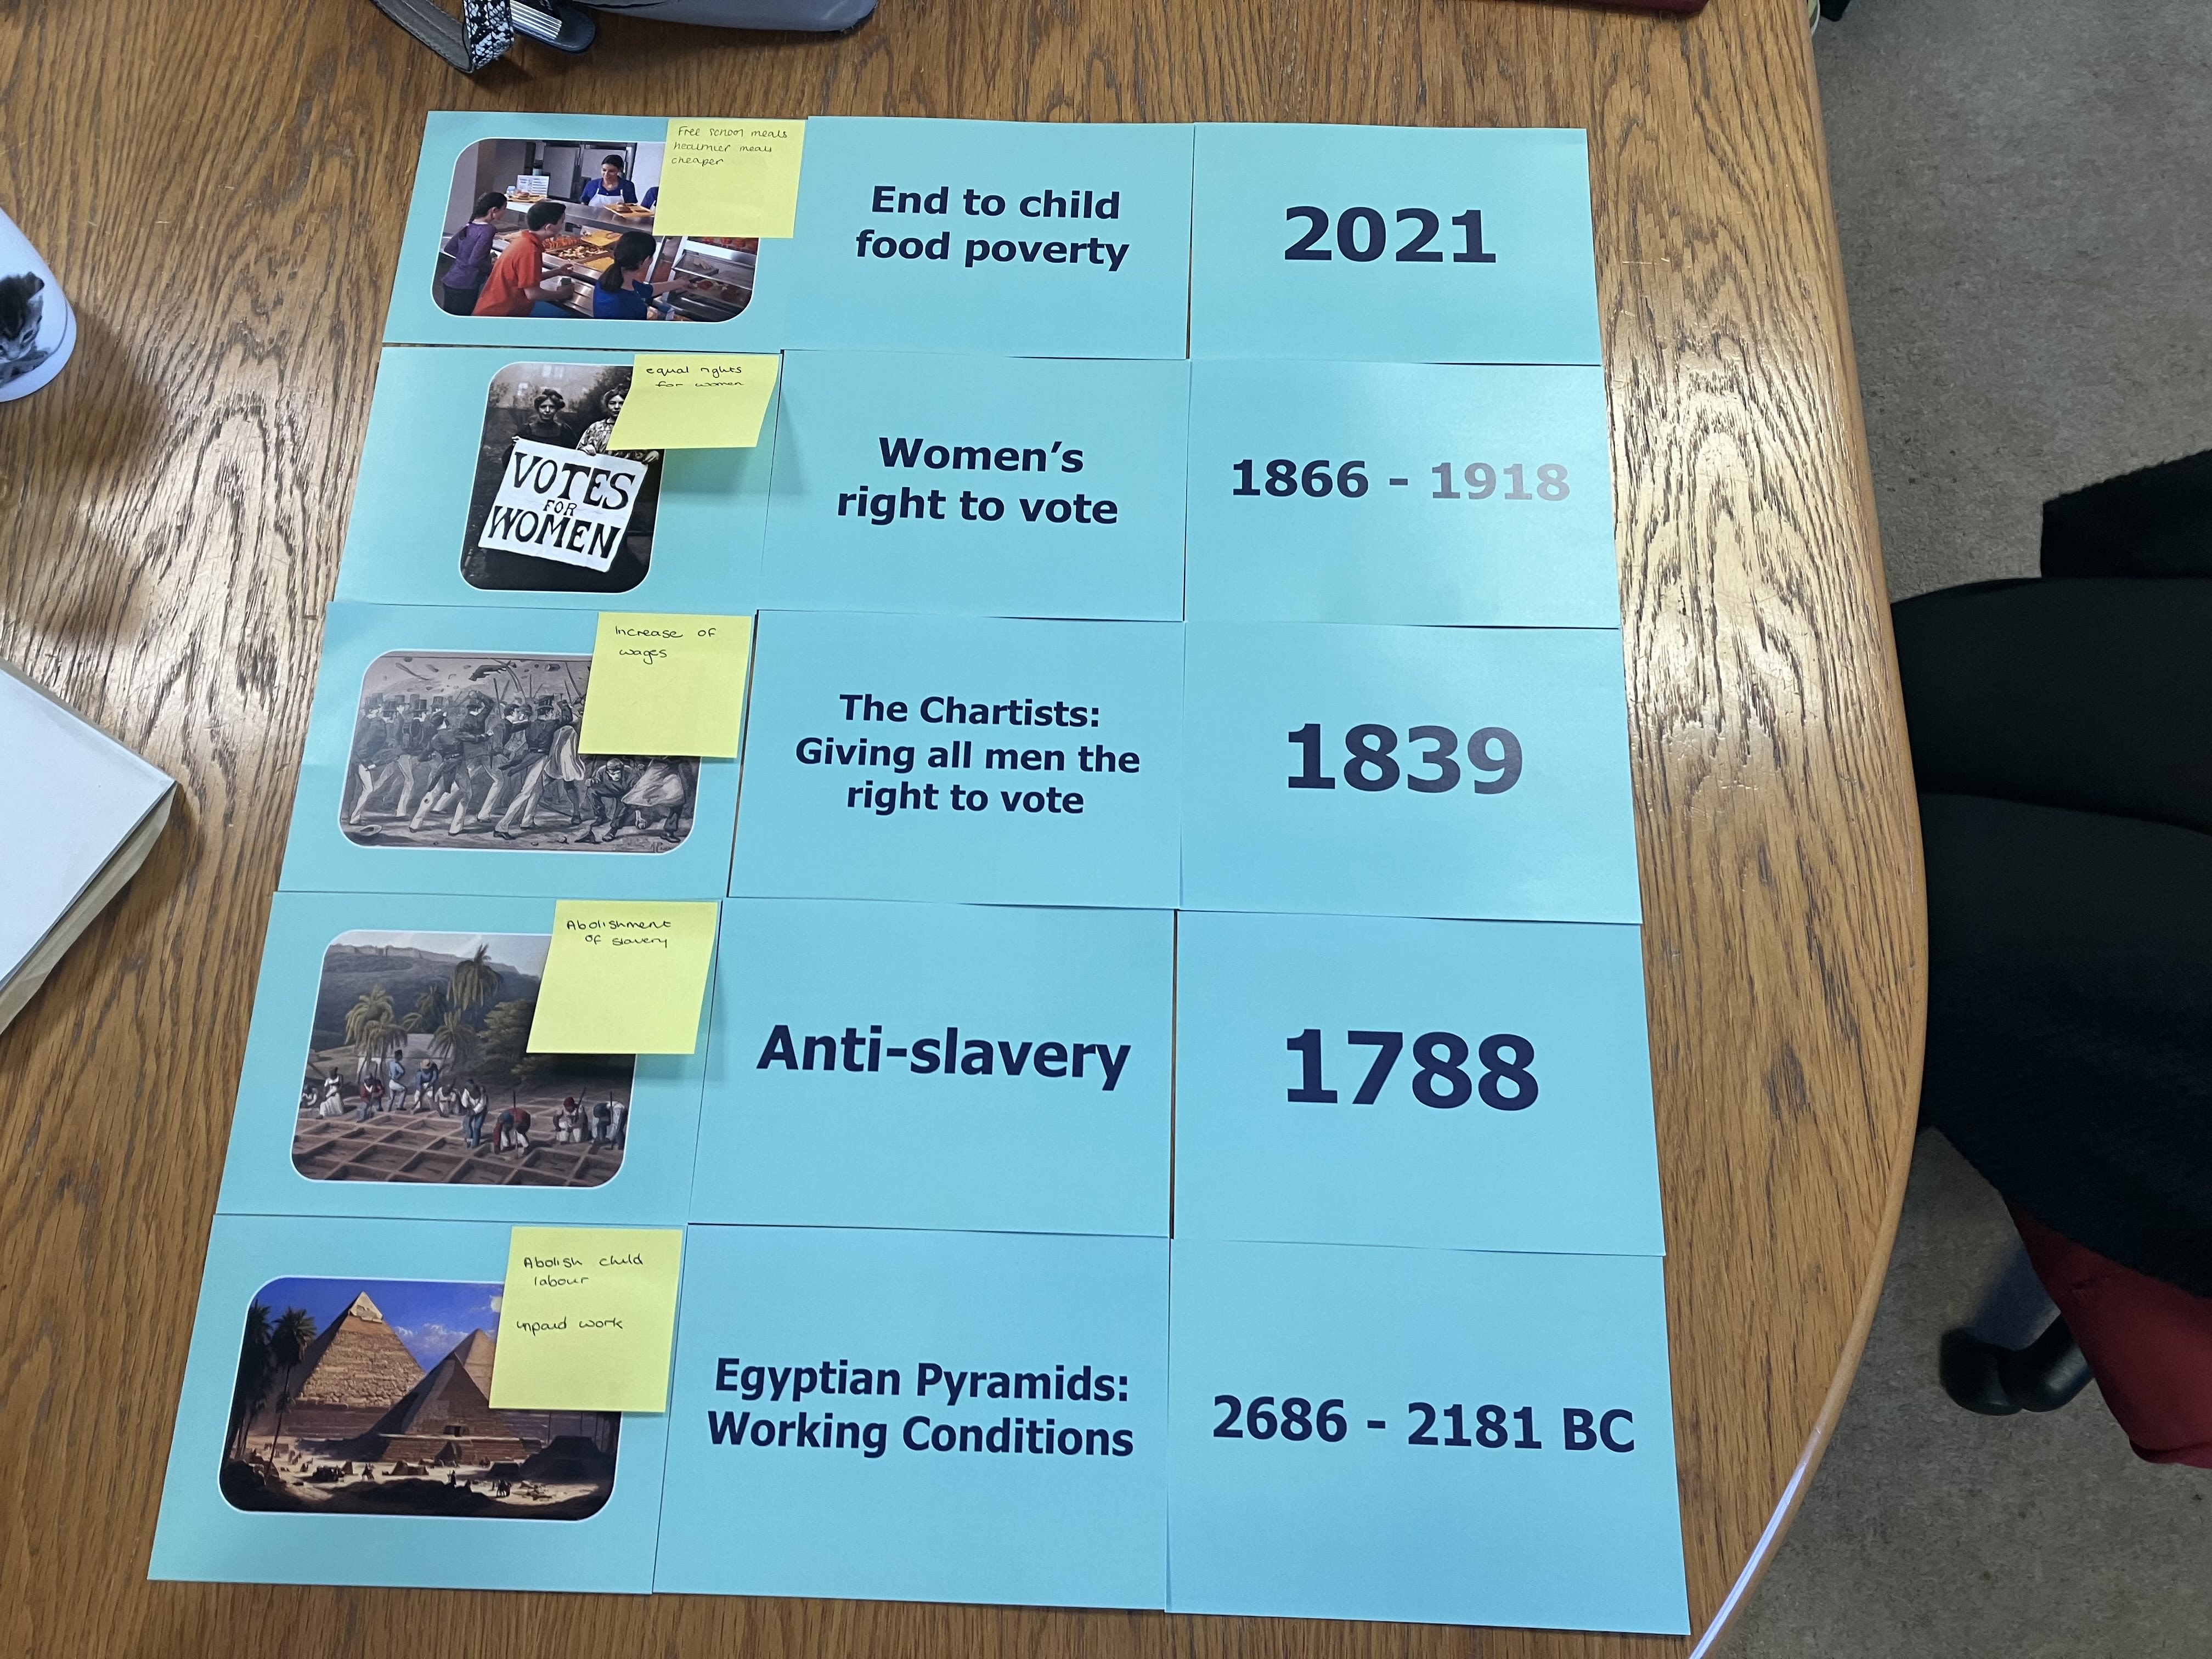 Free school meals
healthier meals
cheaper
End to child
food poverty
2021
equal rights
for women
VOTES
FOR
WOMEN
Women's
right to vote
1866 - 1918
Increase of
wages
The Chartists:
Giving all men the
right to vote
1839
Abolishment
of slavery
Anti-slavery
1788
Abolish child
labour
unpaid work
Egyptian Pyramids:
Working Conditions
2686 - 2181 BC